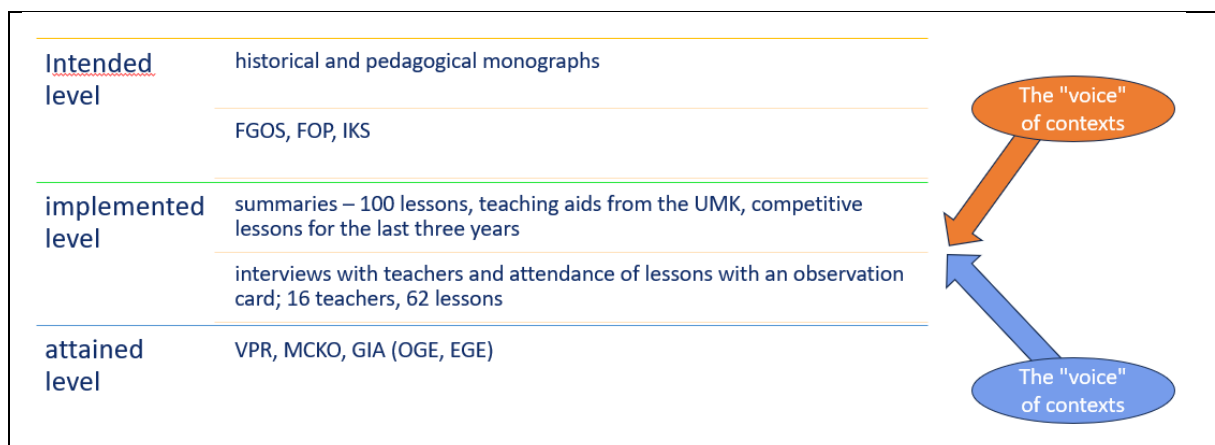 Intended
level
historical and pedagogical monographs
FGOS, FOP, IKS
implemented
level
summaries – 100 lessons, teaching aids from the UMK, competitive
lessons for the last three years
interviews with teachers and attendance of lessons with an observation
card; 16 teachers, 62 lessons
attained
level
VPR, MCKO, GIA (OGE, EGE)
The "voice"
of contexts
The "voice"
of contexts